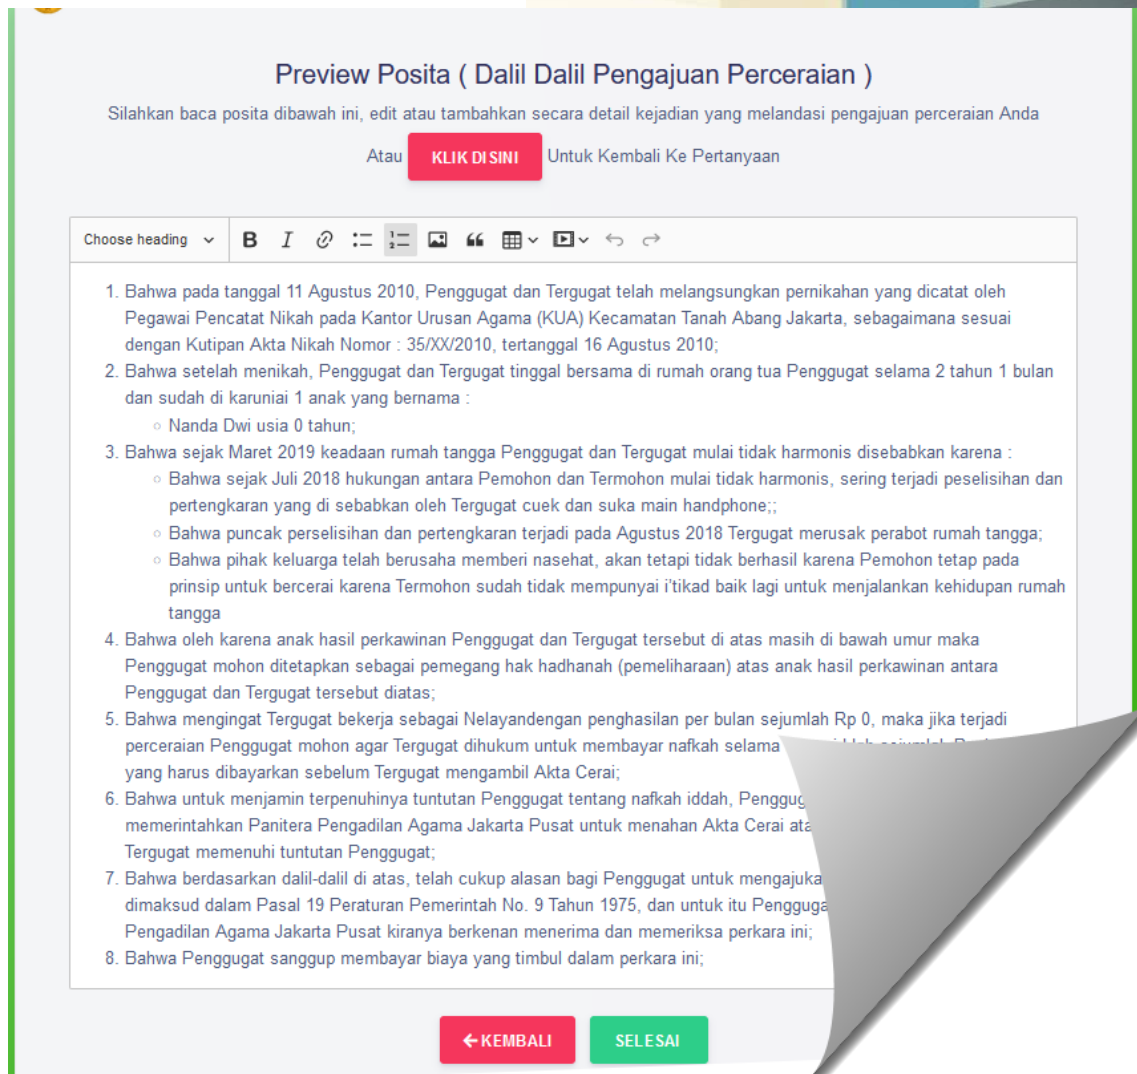 Preview Posita ( Dalil Dalil Pengajuan Perceraian )
Silahkan baca posita dibawah ini, edit atau tambahkan secara detail kejadian yang melandasi pengajuan perceraian Anda
Atau KLIK DISINI Untuk Kembali Ke Pertanyaan
Choose heading
1. Bahwa pada tanggal 11 Agustus 2010, Penggugat dan Tergugat telah melangsungkan pernikahan yang dicatat oleh
Pegawai Pencatat Nikah pada Kantor Urusan Agama (KUA) Kecamatan Tanah Abang Jakarta, sebagaimana sesuai
dengan Kutipan Akta Nikah Nomor : 35/XX/2010, tertanggal 16 Agustus 2010;
2. Bahwa setelah menikah, Penggugat dan Tergugat tinggal bersama di rumah orang tua Penggugat selama 2 tahun 1 bulan
dan sudah di karuniai 1 anak yang bernama :
○ Nanda Dwi usia 0 tahun;
3. Bahwa sejak Maret 2019 keadaan rumah tangga Penggugat dan Tergugat mulai tidak harmonis disebabkan karena :
○ Bahwa sejak Juli 2018 hukungan antara Pemohon dan Termohon mulai tidak harmonis, sering terjadi peselisihan dan
pertengkaran yang di sebabkan oleh Tergugat cuek dan suka main handphone;;
○ Bahwa puncak perselisihan dan pertengkaran terjadi pada Agustus 2018 Tergugat merusak perabot rumah tangga;
○ Bahwa pihak keluarga telah berusaha memberi nasehat, akan tetapi tidak berhasil karena Pemohon tetap pada
prinsip untuk bercerai karena Termohon sudah tidak mempunyai i'tikad baik lagi untuk menjalankan kehidupan rumah
tangga
4. Bahwa oleh karena anak hasil perkawinan Penggugat dan Tergugat tersebut di atas masih di bawah umur maka
Penggugat mohon ditetapkan sebagai pemegang hak hadhanah (pemeliharaan) atas anak hasil perkawinan antara
Penggugat dan Tergugat tersebut diatas;
5. Bahwa mengingat Tergugat bekerja sebagai Nelayandengan penghasilan per bulan sejumlah Rp 0, maka jika terjadi
perceraian Penggugat mohon agar Tergugat dihukum untuk membayar nafkah selama
yang harus dibayarkan sebelum Tergugat mengambil Akta Cerai;
6. Bahwa untuk menjamin terpenuhinya tuntutan Penggugat tentang nafkah iddah,
memerintahkan Panitera Pengadilan Agama Jakarta Pusat untuk menahan Akta Cerai
Tergugat memenuhi tuntutan Penggugat;
7. Bahwa berdasarkan dalil-dalil di atas, telah cukup alasan bagi Penggugat untuk
dimaksud dalam Pasal 19 Peraturan Pemerintah No. 9 Tahun 1975, dan untuk itu
Pengadilan Agama Jakarta Pusat kiranya berkenan menerima dan memeriksa perkara ini;
8. Bahwa Penggugat sanggup membayar biaya yang timbul dalam perkara ini;
KEMBALI SELESAI